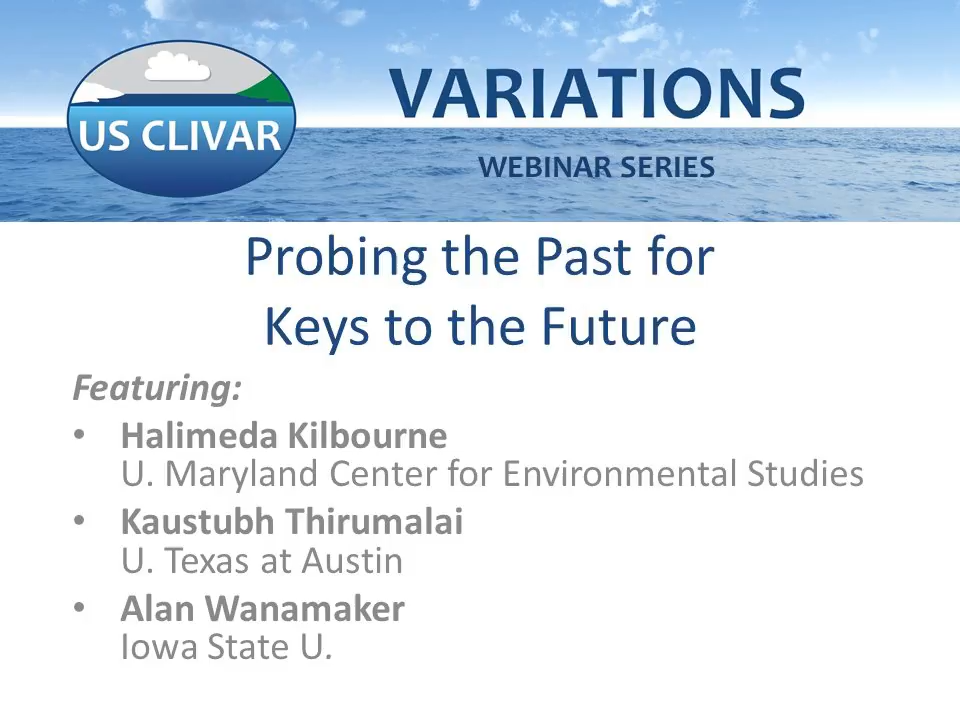 US CLIVAR
VARIATIONS
WEBINAR SERIES
Probing the Past for
Keys to the Future
Featuring:
• Halimeda Kilbourne
U. Maryland Center for Environmental Studies
• Kaustubh Thirumalai
U. Texas at Austin
• Alan Wanamaker
Iowa State U.